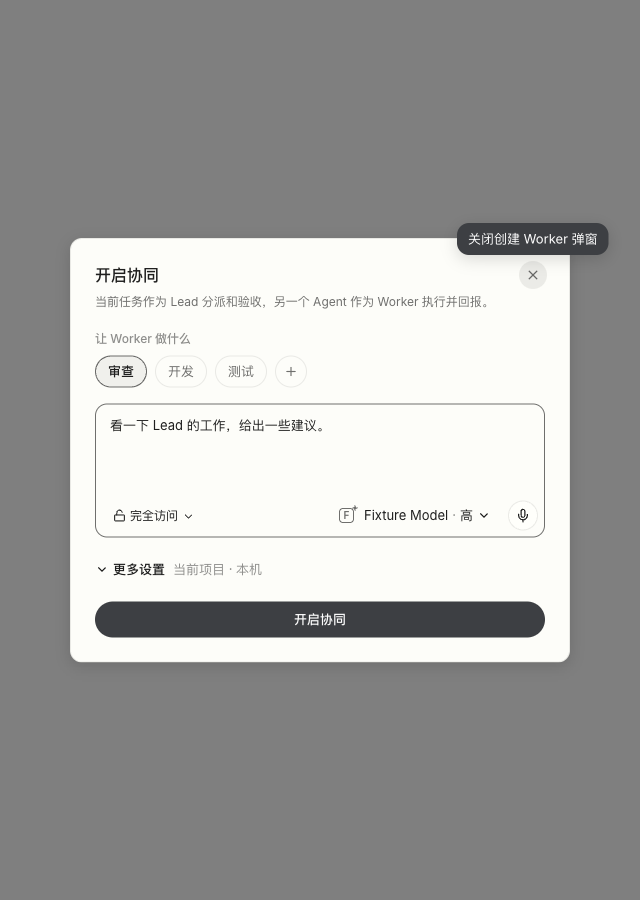 关闭创建 Worker 弹窗
开启协同
当前任务作为 Lead 分派和验收，另一个 Agent 作为 Worker 执行并回报。
让 Worker 做什么
审查 开发 测试 +
看一下 Lead 的工作，给出一些建议。
完全访问 F Fixture Model · 高
更多设置 当前项目 · 本机
开启协同